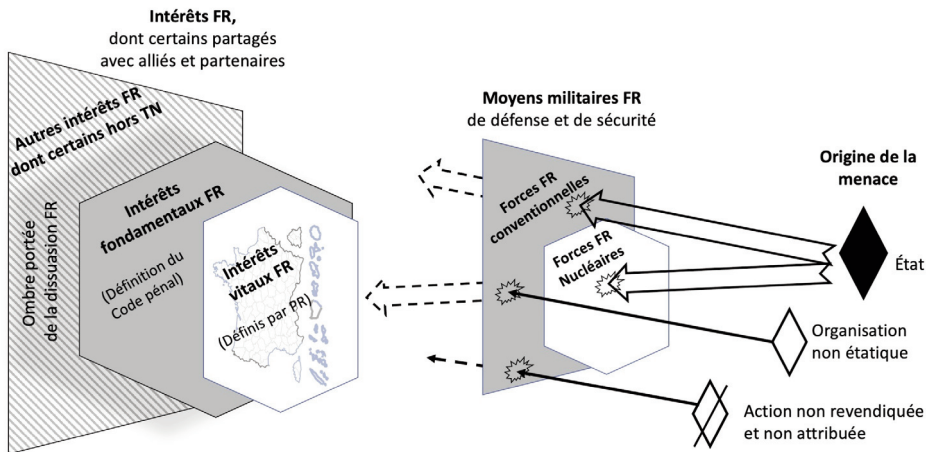 Intérêts FR,
dont certains partagés
avec alliés et partenaires
Autres intérêts FR
dont certains hors TN
Ombre portée
de la dissuasion FR
Intérêts
fondamentaux FR
(Définition du
Code pénal)
Intérêts
vitaux FR
(Définis par PR)
Moyens militaires FR
de défense et de sécurité
Forces FR
conventionnelles
Forces FR
Nucléaires
Origine de la
menace
État
Organisation
non étatique
Action non revendiquée
et non attribuée